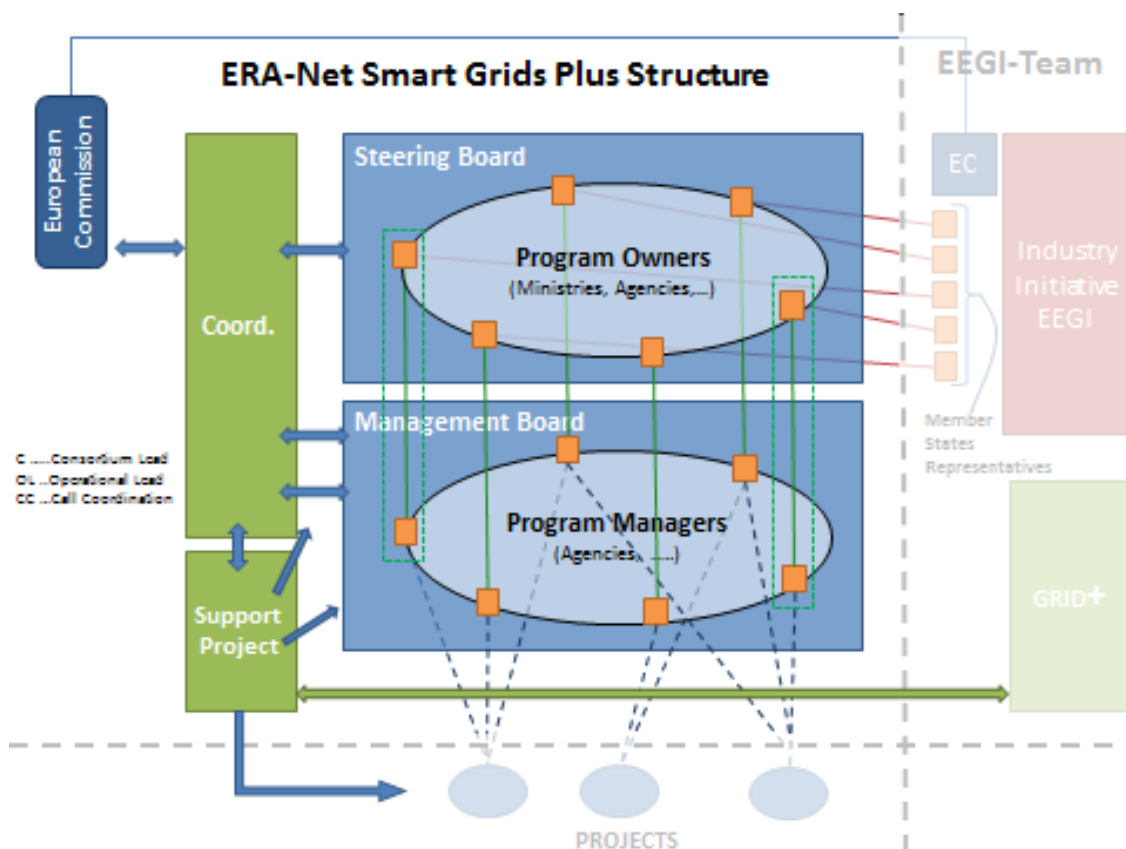 ERA-Net Smart Grids Plus Structure
EEGI-Team
European
Commission
Steering Board
EC
Program Owners
(Ministries, Agencies,...)
Industry
Initiative
EEGI
Coord.
Management Board
Member
States
Representatives
C .....Consortium Lead
OL ..Operational Lead
CC ...Call Coordination
Program Managers
(Agencies, .....)
Support
Project
GRID+
PROJECTS